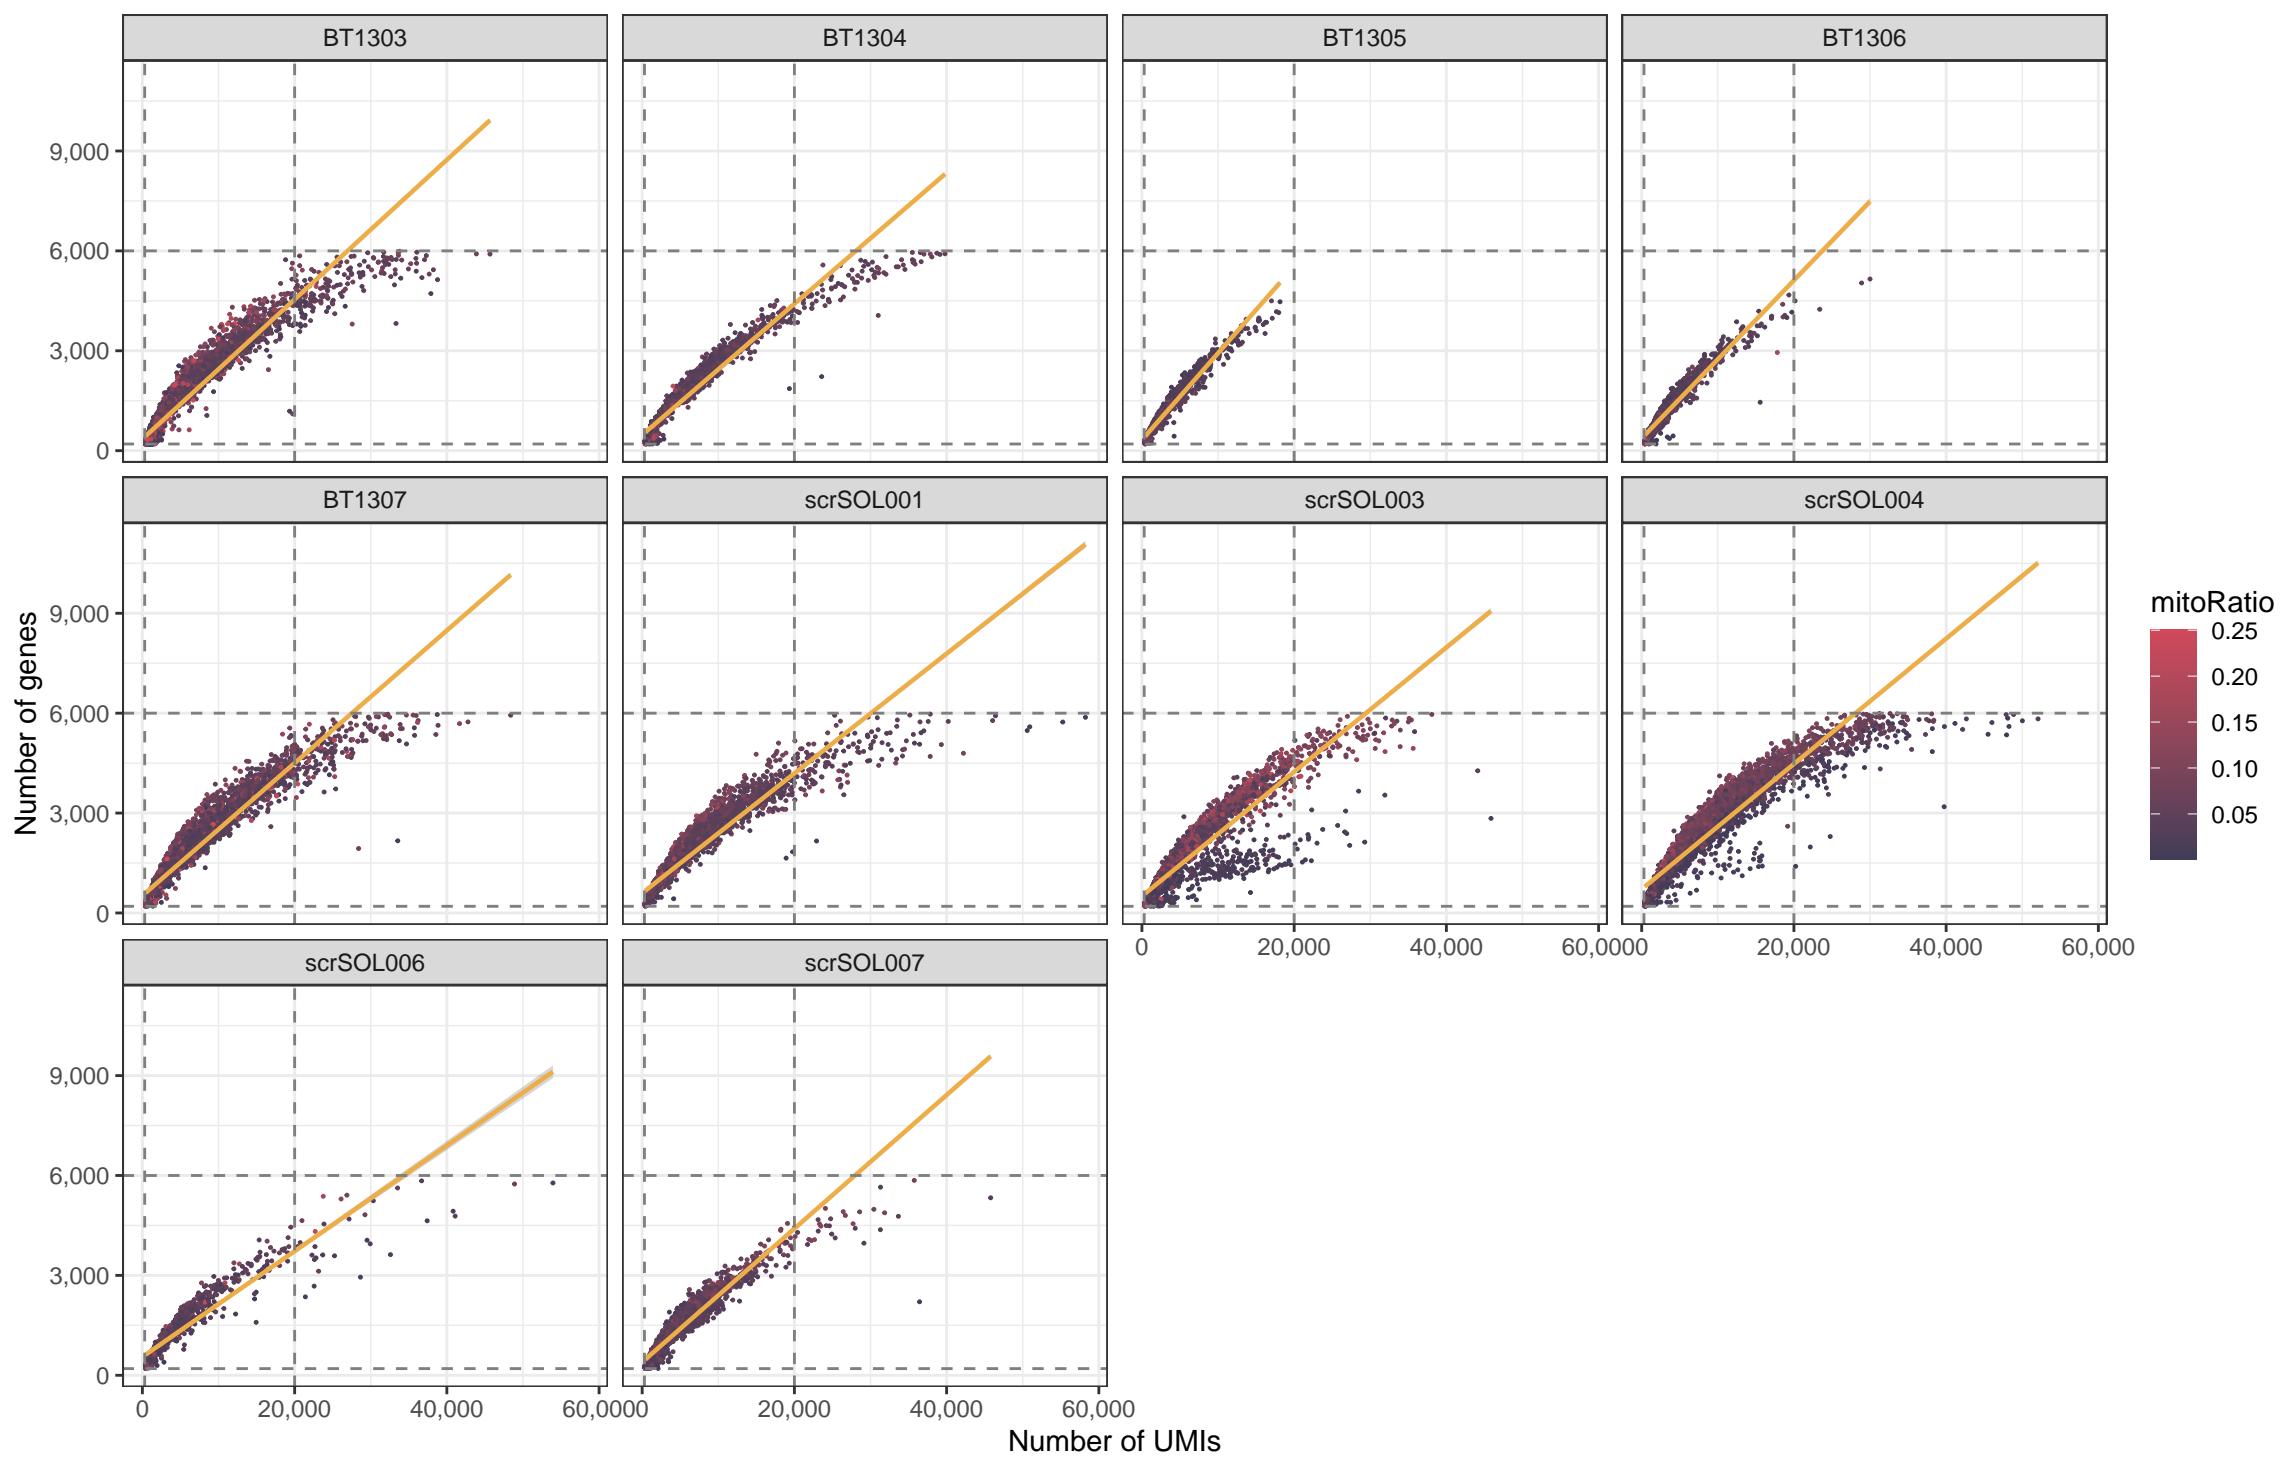 BT1303 BT1304 BT1305 BT1306
9,000
6,000
3,000
0
BT1307 scrSOL001 scrSOL003 scrSOL004
9,000
6,000
3,000
0
0 20,000 40,000 60,000 0 20,000 40,000 60,000
scrSOL006 scrSOL007
9,000
6,000
3,000
0
0 20,000 40,000 60,000 0 20,000 40,000 60,000
Number of UMIs
Number of genes
mitoRatio
0.25
0.20
0.15
0.10
0.05